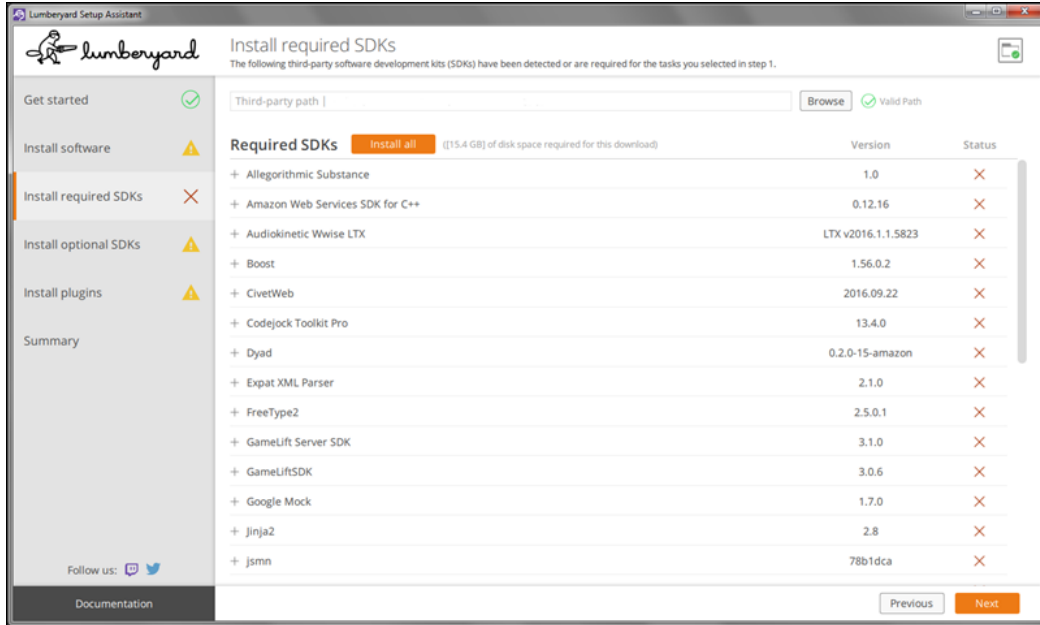 Lumberyard Setup Assistant
lumberyard
Install required SDKs
The following third-party software development kits (SDKs) have been detected or are required for the tasks you selected in step 1.
Get started
Install software
Install required SDKs
Install optional SDKs
Install plugins
Summary
Follow us:
Documentation
Third-party path |
Browse
Valid Path
Required SDKs Install all ([15.4 GB] of disk space required for this download) Version Status
+ Allegorithmic Substance 1.0
+ Amazon Web Services SDK for C++ 0.12.16
+ Audiokinetic Wwise LTX LTX v2016.1.1.5823
+ Boost 1.56.0.2
+ CivetWeb 2016.09.22
+ Codejock Toolkit Pro 13.4.0
+ Dyad 0.2.0-15-amazon
+ Expat XML Parser 2.1.0
+ FreeType2 2.5.0.1
+ GameLift Server SDK 3.1.0
+ GameLiftSDK 3.0.6
+ Google Mock 1.7.0
+ Jinja2 2.8
+ jsmn 78b1dca
Previous Next